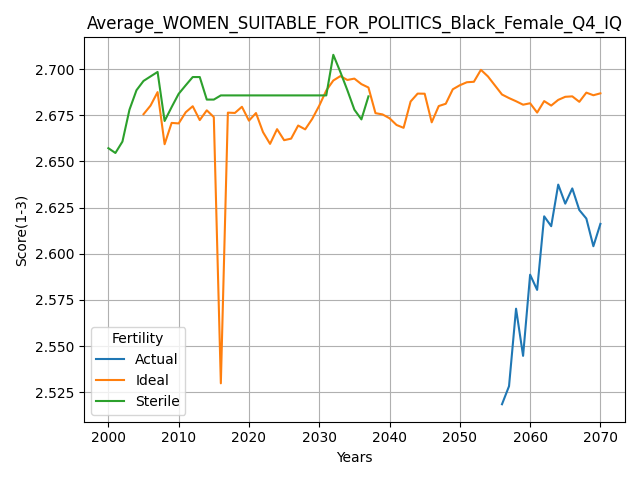 Average_WOMEN_SUITABLE_FOR_POLITICS_Black_Female_Q4_IQ
Score(1-3)
2.700
2.675
2.650
2.625
2.600
2.575
2.550
2.525
Fertility
Actual
Ideal
Sterile
2000 2010 2020 2030 2040 2050 2060 2070
Years